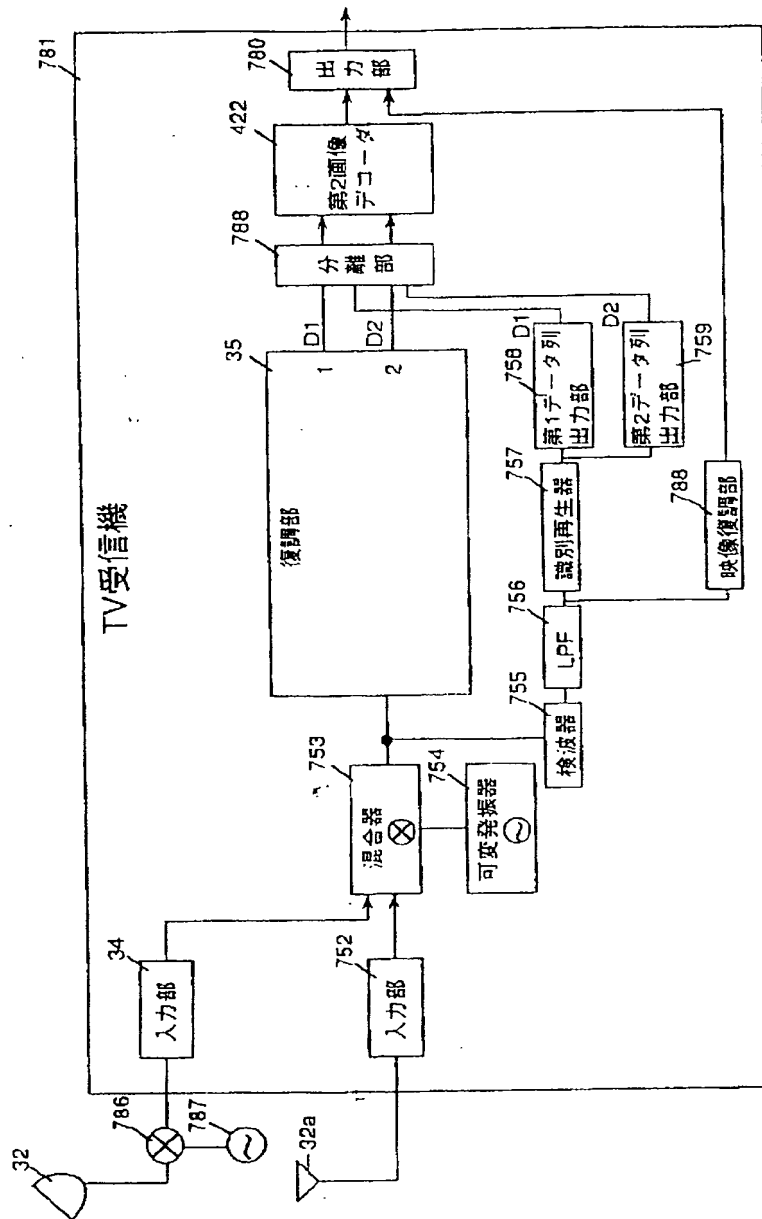 TV受信機
781
32
786
787
34
入力部
32a
752
入力部
753
混合器
754
可変発振器
35
復調部
1
2
D1
D2
788
分離部
422
第2画像
デコーダ
780
出力部
755
検波器
756
LPF
757
識別再生器
758
第1データ列
出力部
D1
759
第2データ列
出力部
D2
788
映像復調部